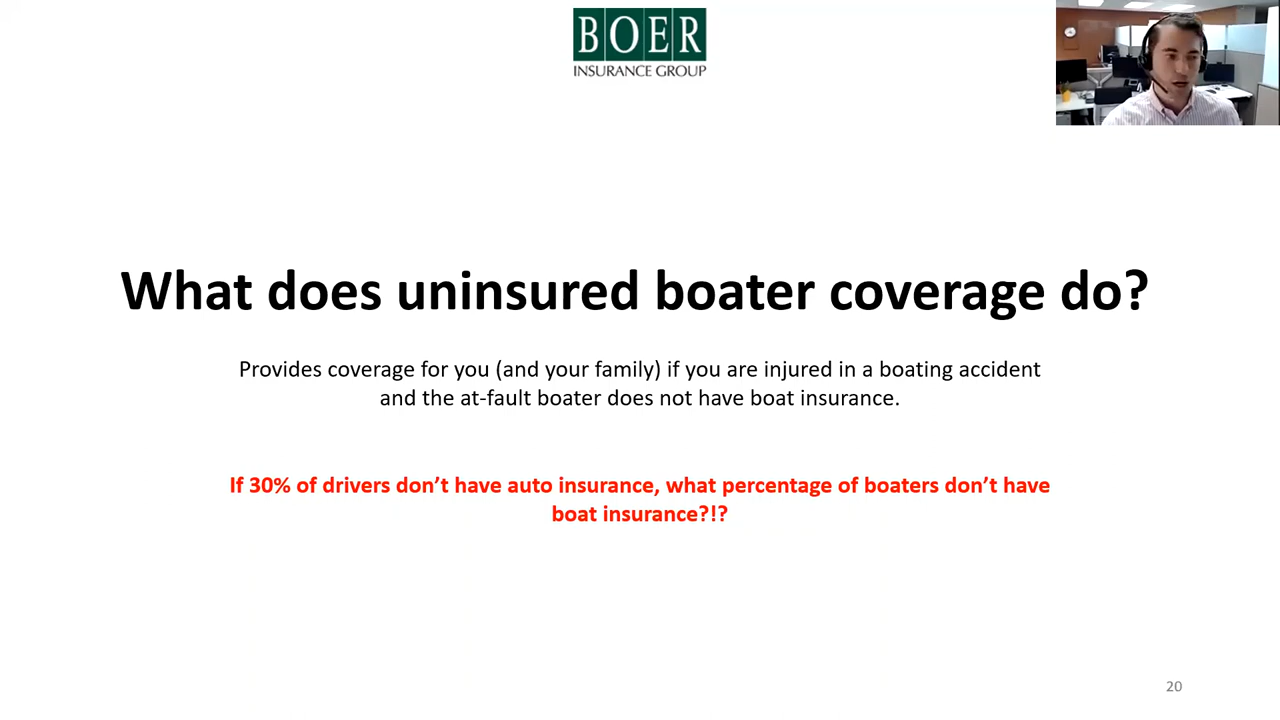 BOER
INSURANCE GROUP
What does uninsured boater coverage do?
Provides coverage for you (and your family) if you are injured in a boating accident
and the at-fault boater does not have boat insurance.
If 30% of drivers don’t have auto insurance, what percentage of boaters don’t have
boat insurance?!?
20